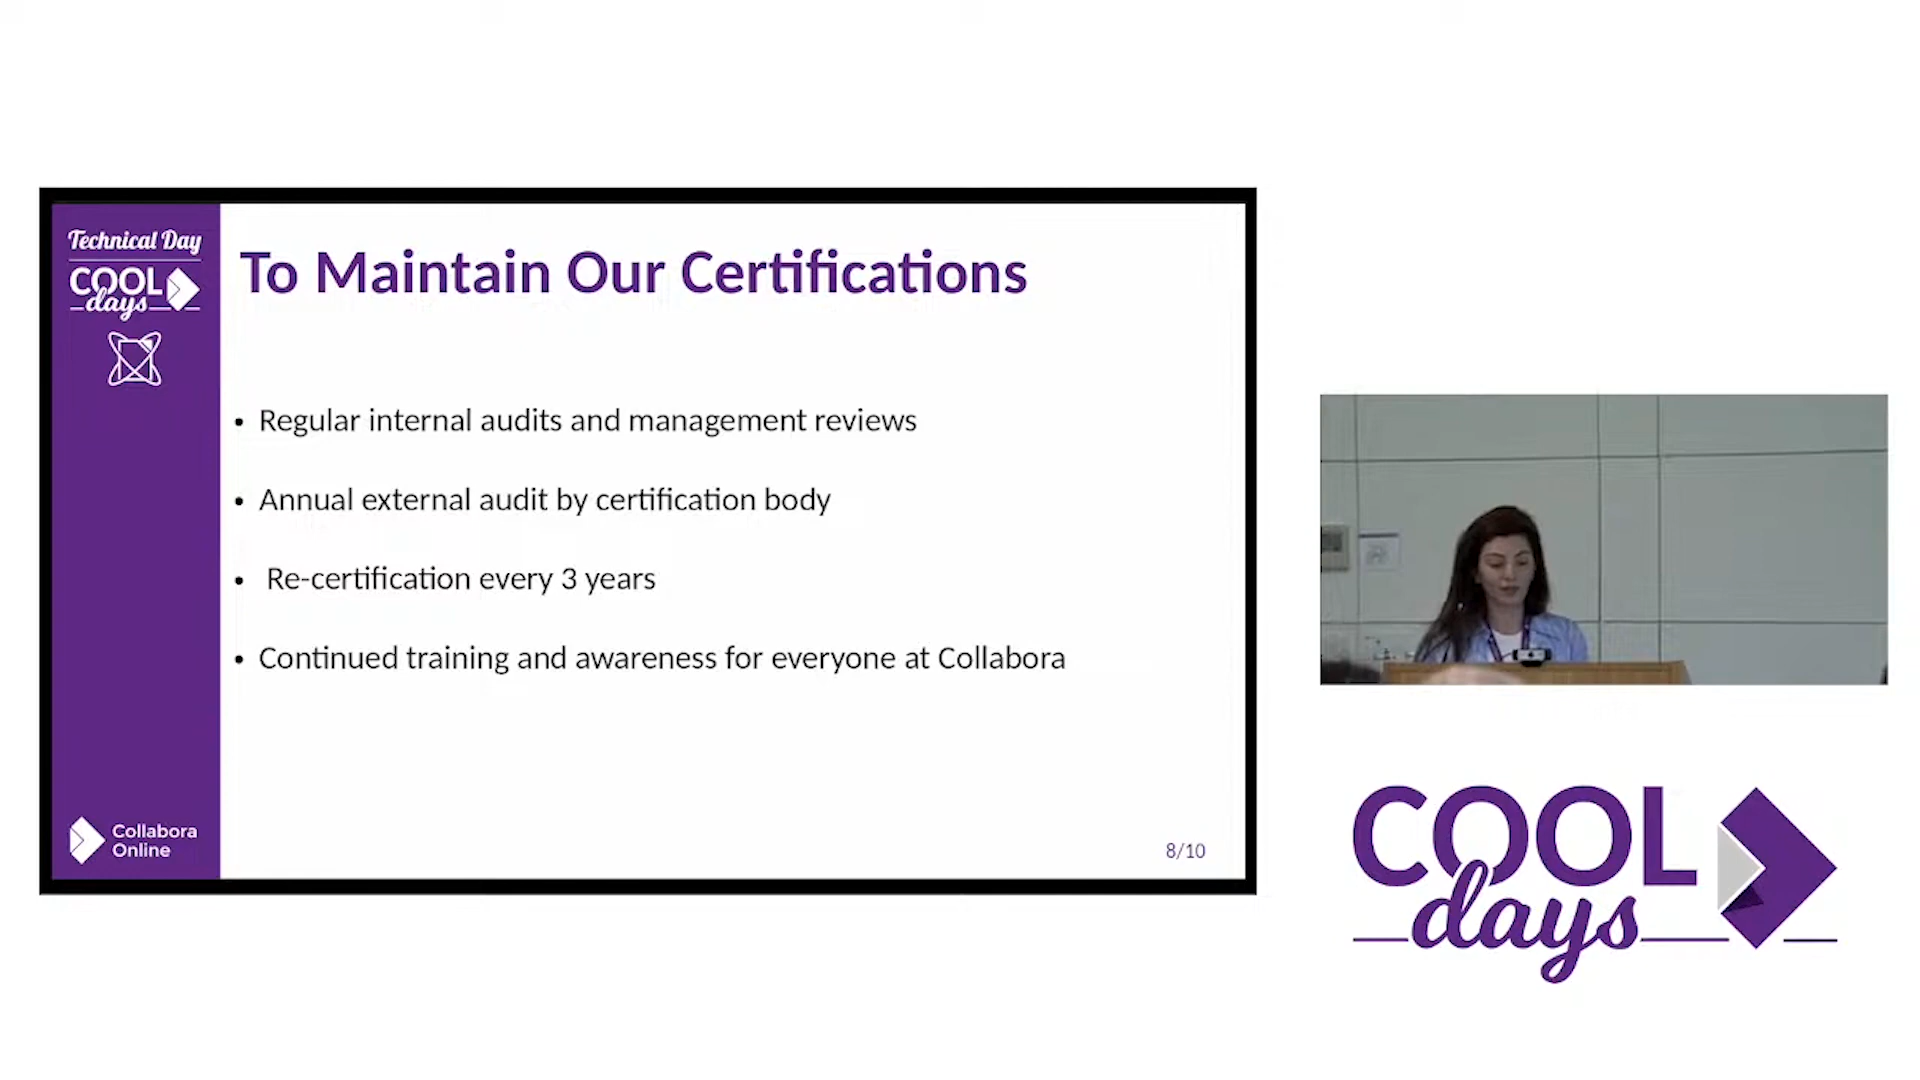 Technical Day
COOL
days
To Maintain Our Certifications
• Regular internal audits and management reviews
• Annual external audit by certification body
• Re-certification every 3 years
• Continued training and awareness for everyone at Collabora
Collabora
Online
8/10
COOL
days